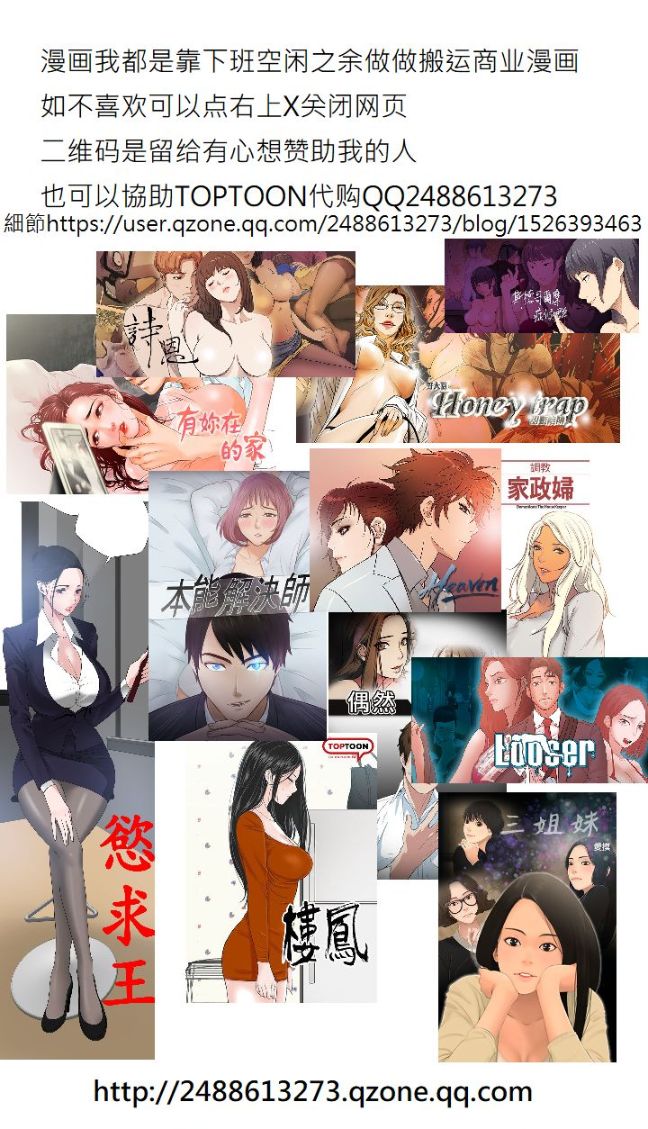 漫画我都是靠下班空闲之余做做搬运商业漫画
如不喜欢可以点右上X关闭网页
二维码是留给有心想赞助我的人
也可以協助TOPTOON代购QQ2488613273
細節https://user.qzone.qq.com/2488613273/blog/1526393463
詩恩
有妳在
的家
Honey trap
調教
家政婦
本能解決師
Heaven
偶然
Looser
TOPTOON
三姐妹
愛搜
慾求王
樓鳳
http://2488613273.qzone.qq.com